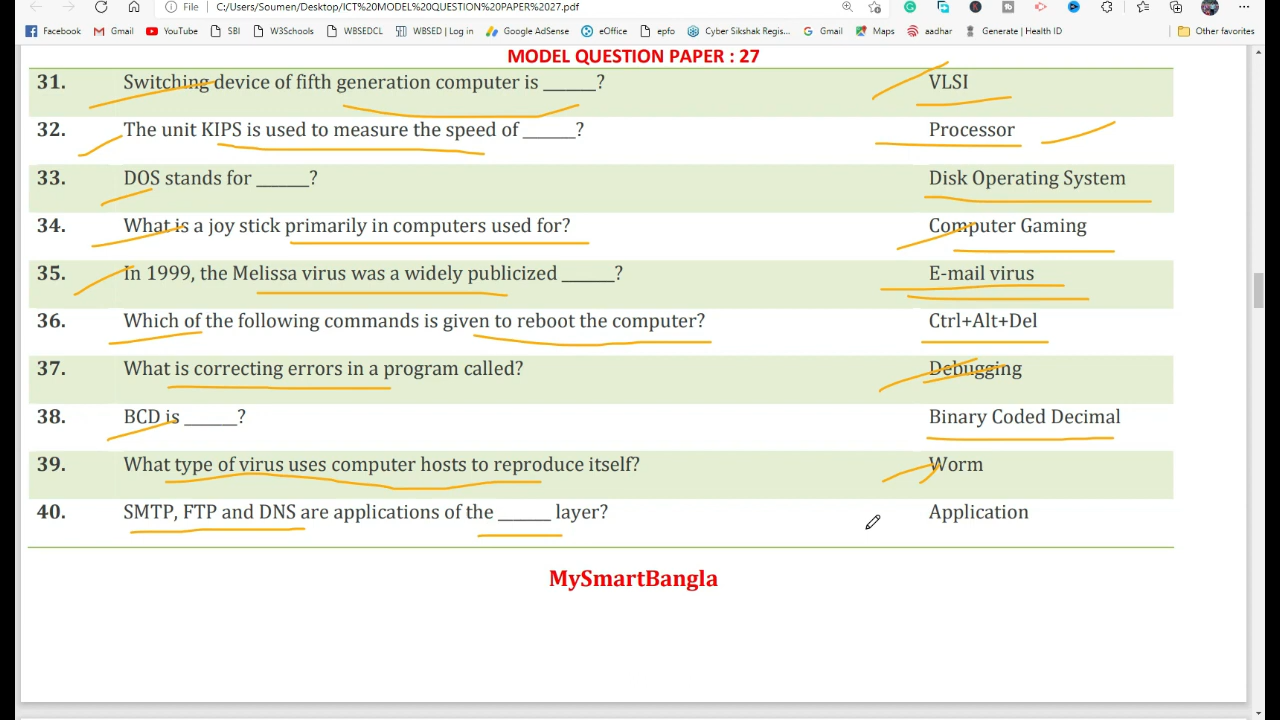 File | C:/Users/Soumen/Desktop/ICT%20MODEL%20QUESTION%20PAPER%2027.pdf
Facebook Gmail YouTube SBI W3Schools WBSEDCL WBSED | Log in Google AdSense eOffice epfo Cyber Sikshak Regis... Gmail Maps aadhar Generate | Health ID Other favorites
MODEL QUESTION PAPER : 27
31. Switching device of fifth generation computer is ______? VLSI
32. The unit KIPS is used to measure the speed of ______? Processor
33. DOS stands for ______? Disk Operating System
34. What is a joy stick primarily in computers used for? Computer Gaming
35. In 1999, the Melissa virus was a widely publicized ______? E-mail virus
36. Which of the following commands is given to reboot the computer? Ctrl+Alt+Del
37. What is correcting errors in a program called? Debugging
38. BCD is ______? Binary Coded Decimal
39. What type of virus uses computer hosts to reproduce itself? Worm
40. SMTP, FTP and DNS are applications of the ______ layer? Application
MySmartBangla